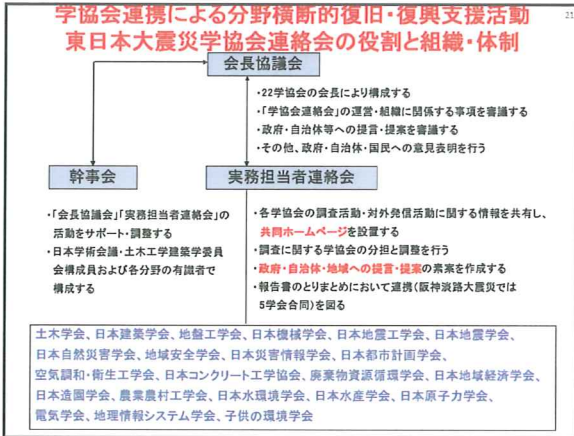 学協会連携による分野横断的復旧・復興支援活動
21
東日本大震災学協会連絡会の役割と組織・体制
会長協議会
・22学協会の会長により構成する
・「学協会連絡会」の運営・組織に関係する事項を審議する
・政府・自治体等への提言・提案を審議する
・その他、政府・自治体・国民への意見表明を行う
幹事会
・「会長協議会」「実務担当者連絡会」の
活動をサポート・調整する
・日本学術会議・土木工学建築学委員
会構成員および各分野の有識者で
構成する
実務担当者連絡会
・各学協会の調査活動・対外発信活動に関する情報を共有し、
共同ホームページを設置する
・調査に関する学協会の分担と調整を行う
・政府・自治体・地域への提言・提案の素案を作成する
・報告書のとりまとめにおいて連携(阪神淡路大震災では
5学会合同)を図る
土木学会、日本建築学会、地盤工学会、日本機械学会、日本地震工学会、日本地震学会、
日本自然災害学会、地域安全学会、日本災害情報学会、日本都市計画学会、
空気調和・衛生工学会、日本コンクリート工学協会、廃棄物資源循環学会、日本地域経済学会、
日本造園学会、農業農村工学会、日本水環境学会、日本水産学会、日本原子力学会、
電気学会、地理情報システム学会、子供の環境学会